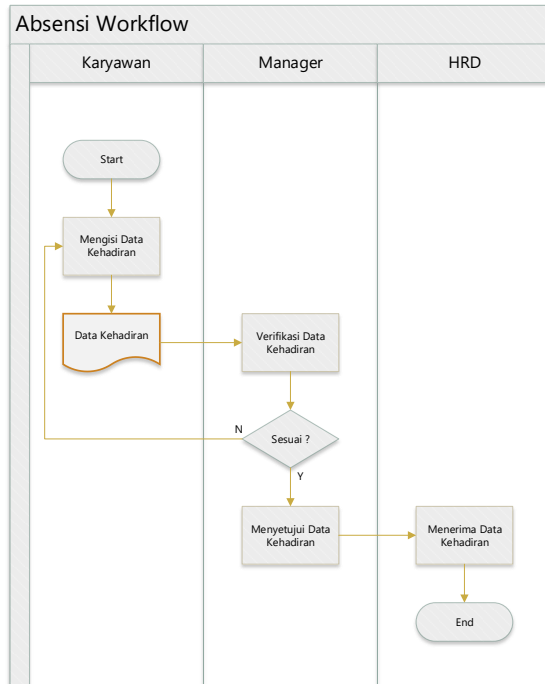 Absensi Workflow
Karyawan
Manager
HRD
Start
Mengisi Data
Kehadiran
Data Kehadiran
Verifikasi Data
Kehadiran
N
Sesuai ?
Y
Menyetujui Data
Kehadiran
Menerima Data
Kehadiran
End